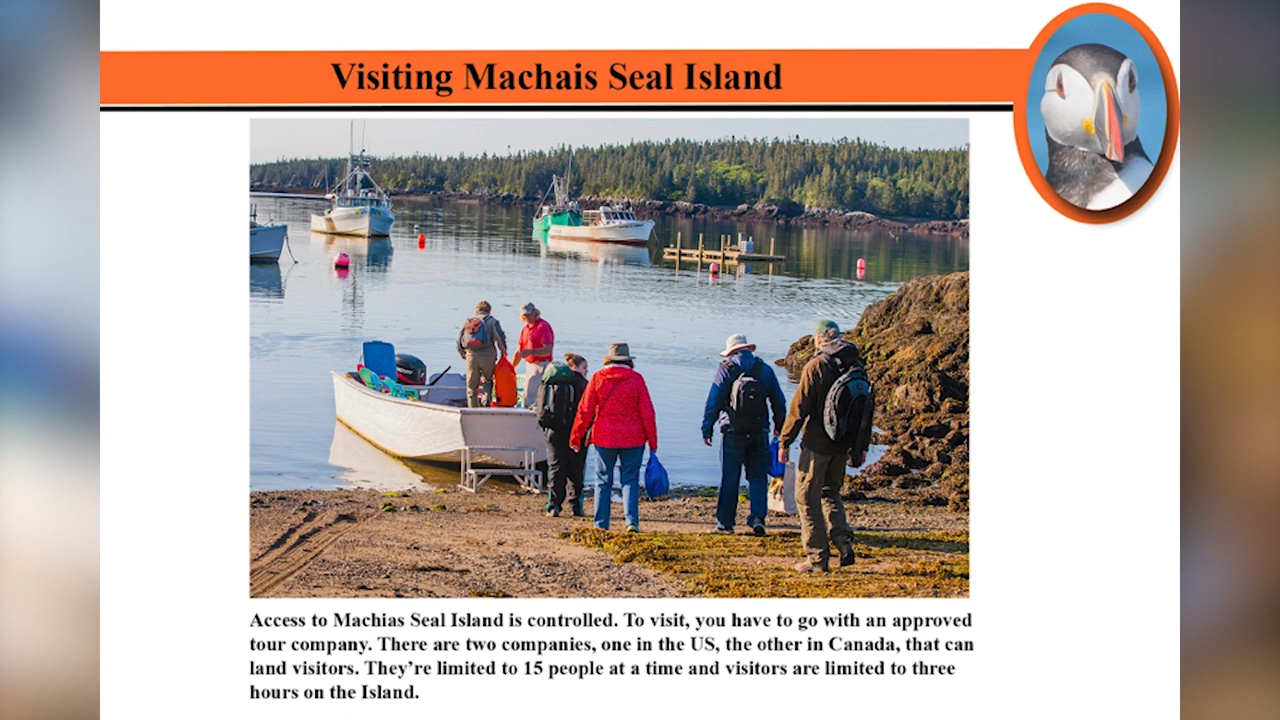 Visiting Machais Seal Island
Access to Machias Seal Island is controlled. To visit, you have to go with an approved
tour company. There are two companies, one in the US, the other in Canada, that can
land visitors. They’re limited to 15 people at a time and visitors are limited to three
hours on the Island.